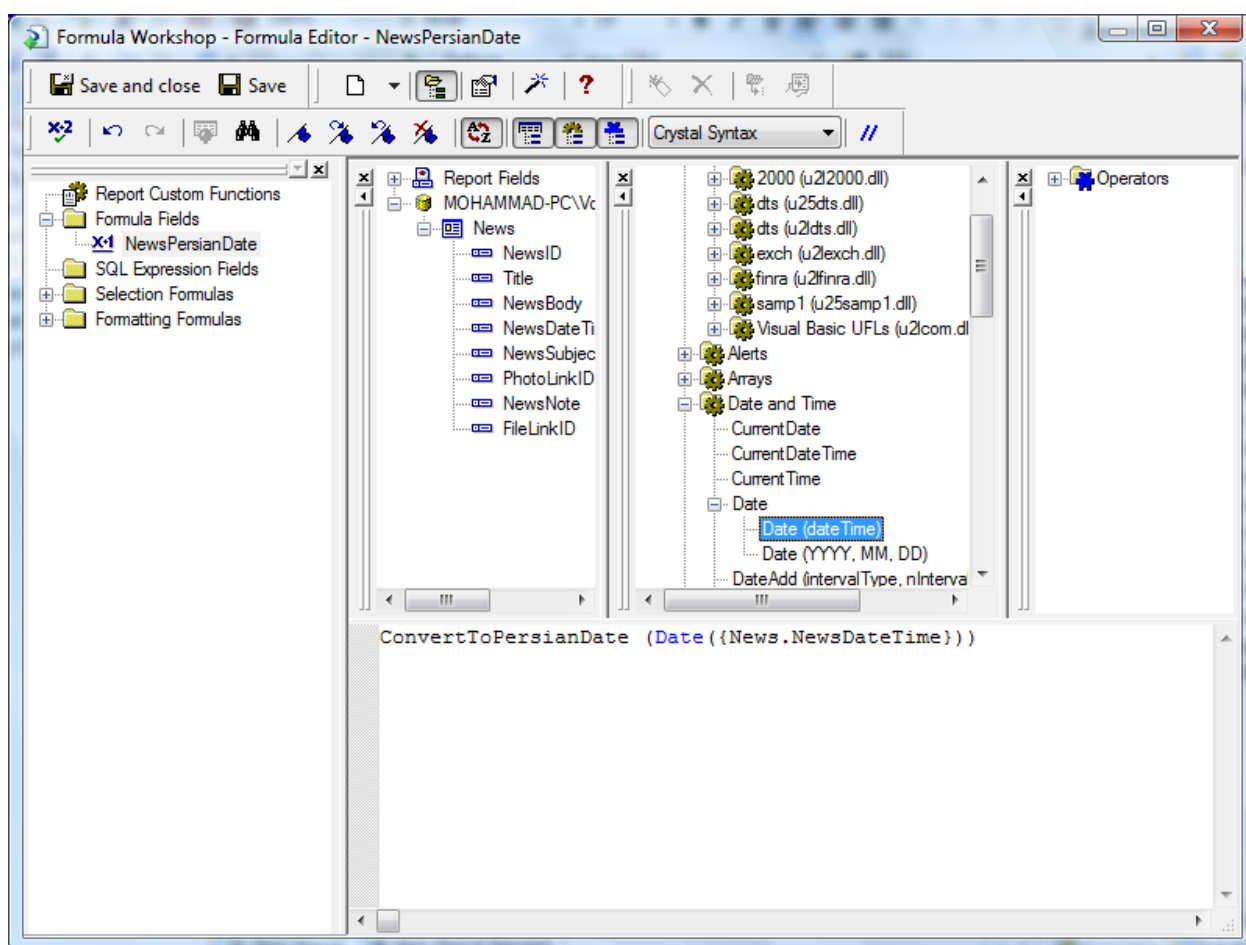 Formula Workshop - Formula Editor - NewsPersianDate
Save and close Save ?
x-2 A Z Crystal Syntax //
Report Custom Functions
Formula Fields
x-1 NewsPersianDate
SQL Expression Fields
Selection Formulas
Formatting Formulas
Report Fields
MOHAMMAD-PC\Vc
News
NewsID
Title
NewsBody
NewsDateTi
NewsSubjec
PhotoLinkID
NewsNote
FileLinkID
2000 (u2l2000.dll)
dts (u25dts.dll)
dts (u2ldts.dll)
exch (u2lexch.dll)
finra (u2lfinra.dll)
samp1 (u25samp1.dll)
Visual Basic UFLs (u2lcom.dl
Alerts
Arrays
Date and Time
CurrentDate
CurrentDateTime
CurrentTime
Date
Date (dateTime)
Date (YYYY, MM, DD)
DateAdd (intervalType, nInterva
Operators
ConvertToPersianDate (Date({News.NewsDateTime}))